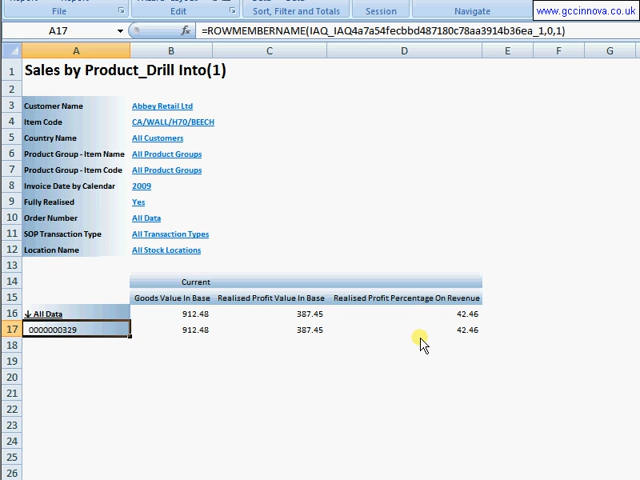 File Edit Sort, Filter and Totals Session Navigate www.gccinnova.co.uk
A17 fx =ROWMEMBERNAME(IAQ_IAQ4a7a54fecbbd487180c78aa3914b36ea_1,0,1)
A B C D E F G
1 Sales by Product_Drill Into(1)
2
3 Customer Name Abbey Retail Ltd
4 Item Code CA/WALL/H70/BEECH
5 Country Name All Customers
6 Product Group - Item Name All Product Groups
7 Product Group - Item Code All Product Groups
8 Invoice Date by Calendar 2009
9 Fully Realised Yes
10 Order Number All Data
11 SOP Transaction Type All Transaction Types
12 Location Name All Stock Locations
13
14 Current
15 Goods Value In Base Realised Profit Value In Base Realised Profit Percentage On Revenue
16 ↓ All Data 912.48 387.45 42.46
17 0000000329 912.48 387.45 42.46
18
19
20
21
22
23
24
25
26